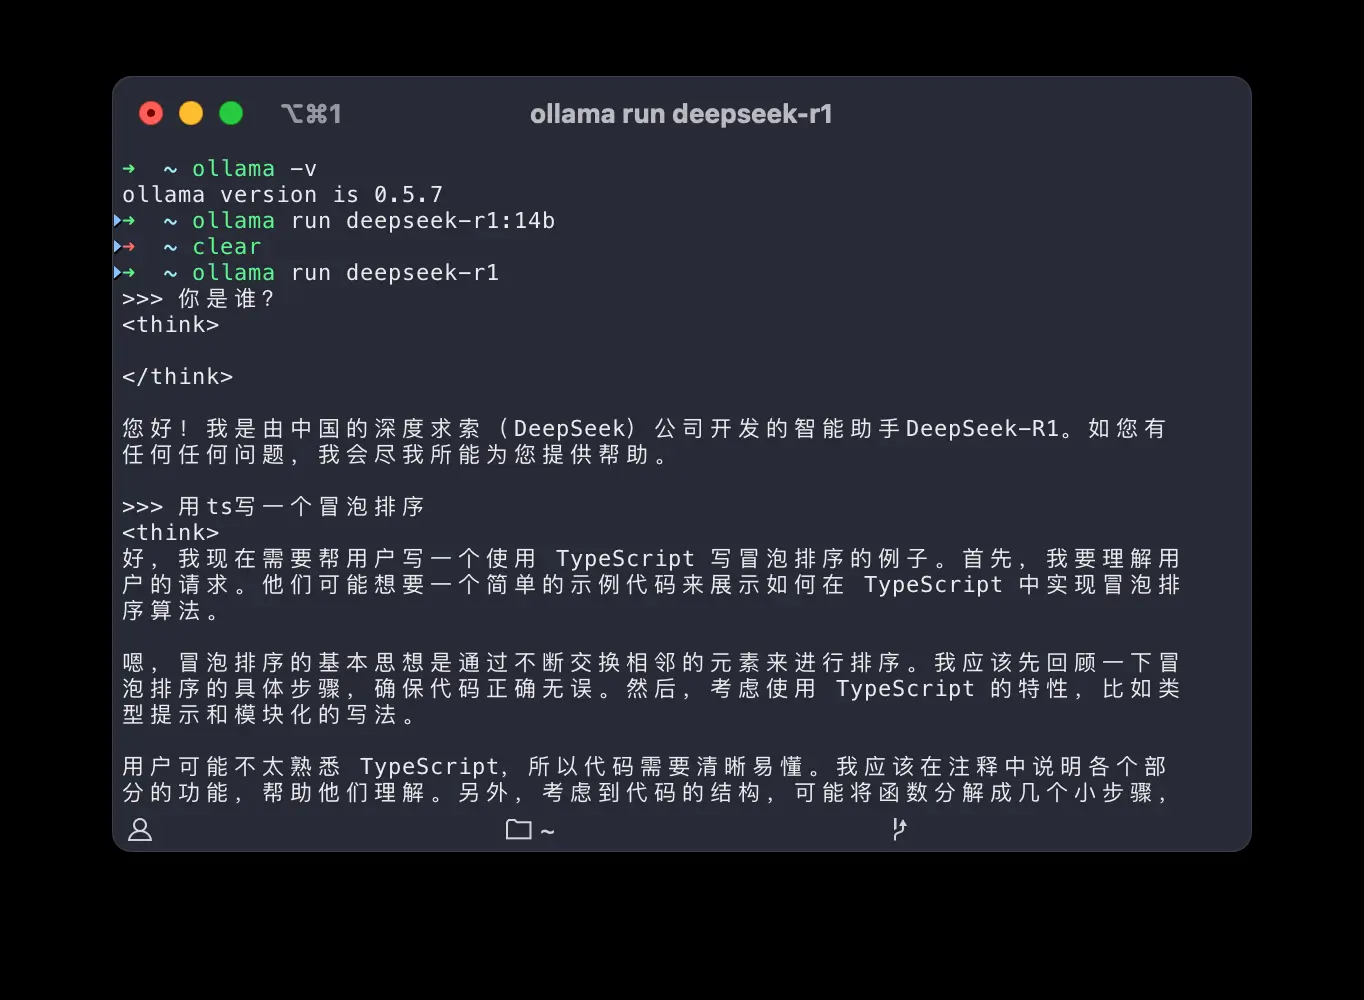 ⌥⌘1 ollama run deepseek-r1
➜ ~ ollama -v
ollama version is 0.5.7
➜ ~ ollama run deepseek-r1:14b
➜ ~ clear
➜ ~ ollama run deepseek-r1
>>> 你是谁?
<think>
</think>
您好！我是由中国的深度求索（DeepSeek）公司开发的智能助手DeepSeek-R1。如您有
任何任何问题，我会尽我所能为您提供帮助。
>>> 用ts写一个冒泡排序
<think>
好，我现在需要帮用户写一个使用 TypeScript 写冒泡排序的例子。首先，我要理解用
户的请求。他们可能想要一个简单的示例代码来展示如何在 TypeScript 中实现冒泡排
序算法。
嗯，冒泡排序的基本思想是通过不断交换相邻的元素来进行排序。我应该先回顾一下冒
泡排序的具体步骤，确保代码正确无误。然后，考虑使用 TypeScript 的特性，比如类
型提示和模块化的写法。
用户可能不太熟悉 TypeScript，所以代码需要清晰易懂。我应该在注释中说明各个部
分的功能，帮助他们理解。另外，考虑到代码的结构，可能将函数分解成几个小步骤，
~